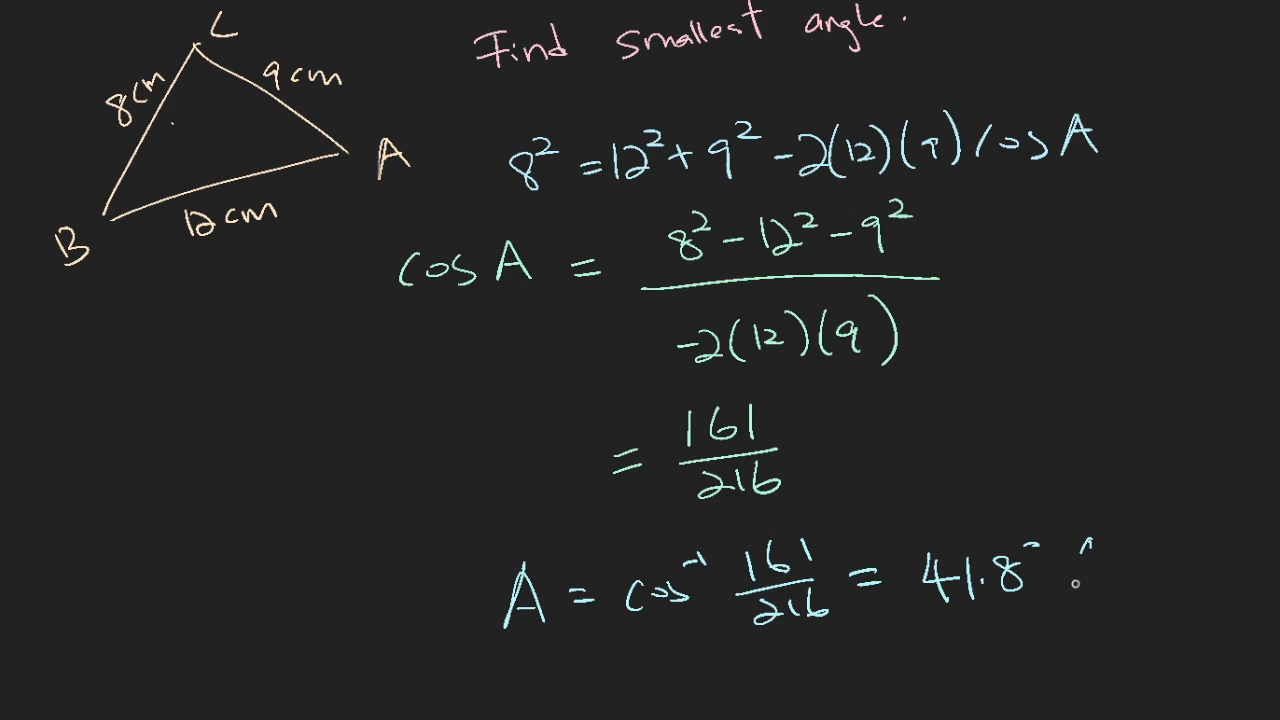 Find smallest angle.
C
8cm
9cm
A
B
12cm
8² = 12² + 9² - 2(12)(9) cos A
cos A = 8² - 12² - 9² / -2(12)(9)
= 161/216
A = cos⁻¹ 161/216 = 41.8°